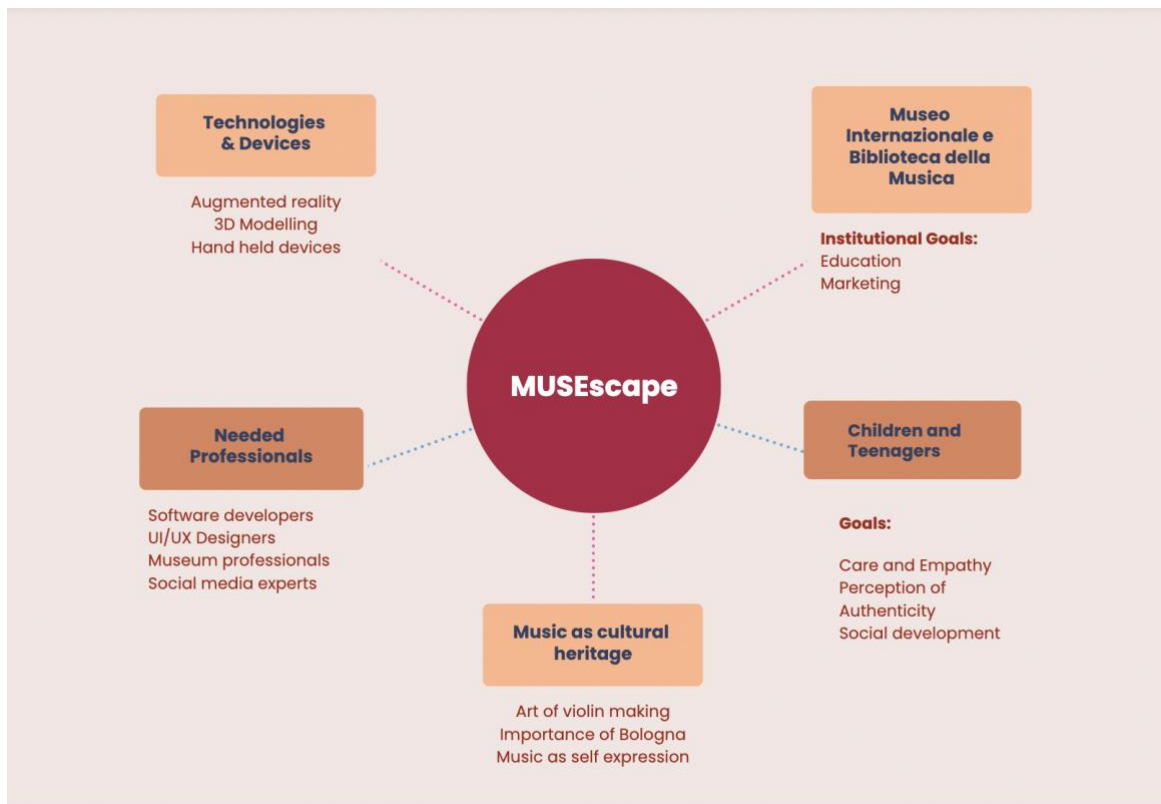 Technologies
& Devices
Augmented reality
3D Modelling
Hand held devices
Museo
Internazionale e
Biblioteca della
Musica
Institutional Goals:
Education
Marketing
MUSEscape
Needed
Professionals
Software developers
UI/UX Designers
Museum professionals
Social media experts
Children and
Teenagers
Goals:
Care and Empathy
Perception of
Authenticity
Social development
Music as cultural
heritage
Art of violin making
Importance of Bologna
Music as self expression